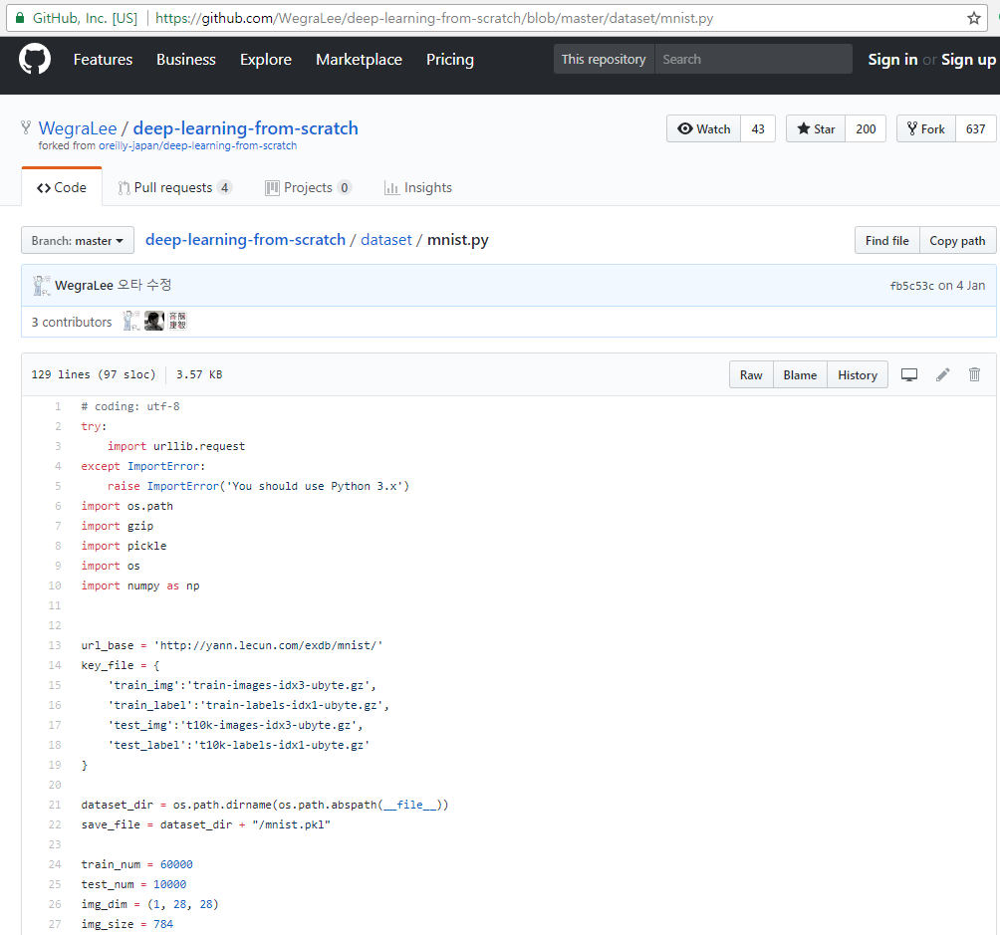 GitHub, Inc. [US] https://github.com/WegraLee/deep-learning-from-scratch/blob/master/dataset/mnist.py
Features Business Explore Marketplace Pricing This repository Search Sign in or Sign up
WegraLee / deep-learning-from-scratch Watch 43 Star 200 Fork 637
forked from oreilly-japan/deep-learning-from-scratch
Code Pull requests 4 Projects 0 Insights
Branch: master deep-learning-from-scratch / dataset / mnist.py Find file Copy path
WegraLee 오타 수정 fb5c53c on 4 Jan
3 contributors
129 lines (97 sloc) 3.57 KB Raw Blame History
1 # coding: utf-8
2 try:
3 import urllib.request
4 except ImportError:
5 raise ImportError('You should use Python 3.x')
6 import os.path
7 import gzip
8 import pickle
9 import os
10 import numpy as np
11
12
13 url_base = 'http://yann.lecun.com/exdb/mnist/'
14 key_file = {
15 'train_img':'train-images-idx3-ubyte.gz',
16 'train_label':'train-labels-idx1-ubyte.gz',
17 'test_img':'t10k-images-idx3-ubyte.gz',
18 'test_label':'t10k-labels-idx1-ubyte.gz'
19 }
20
21 dataset_dir = os.path.dirname(os.path.abspath(__file__))
22 save_file = dataset_dir + "/mnist.pkl"
23
24 train_num = 60000
25 test_num = 10000
26 img_dim = (1, 28, 28)
27 img_size = 784